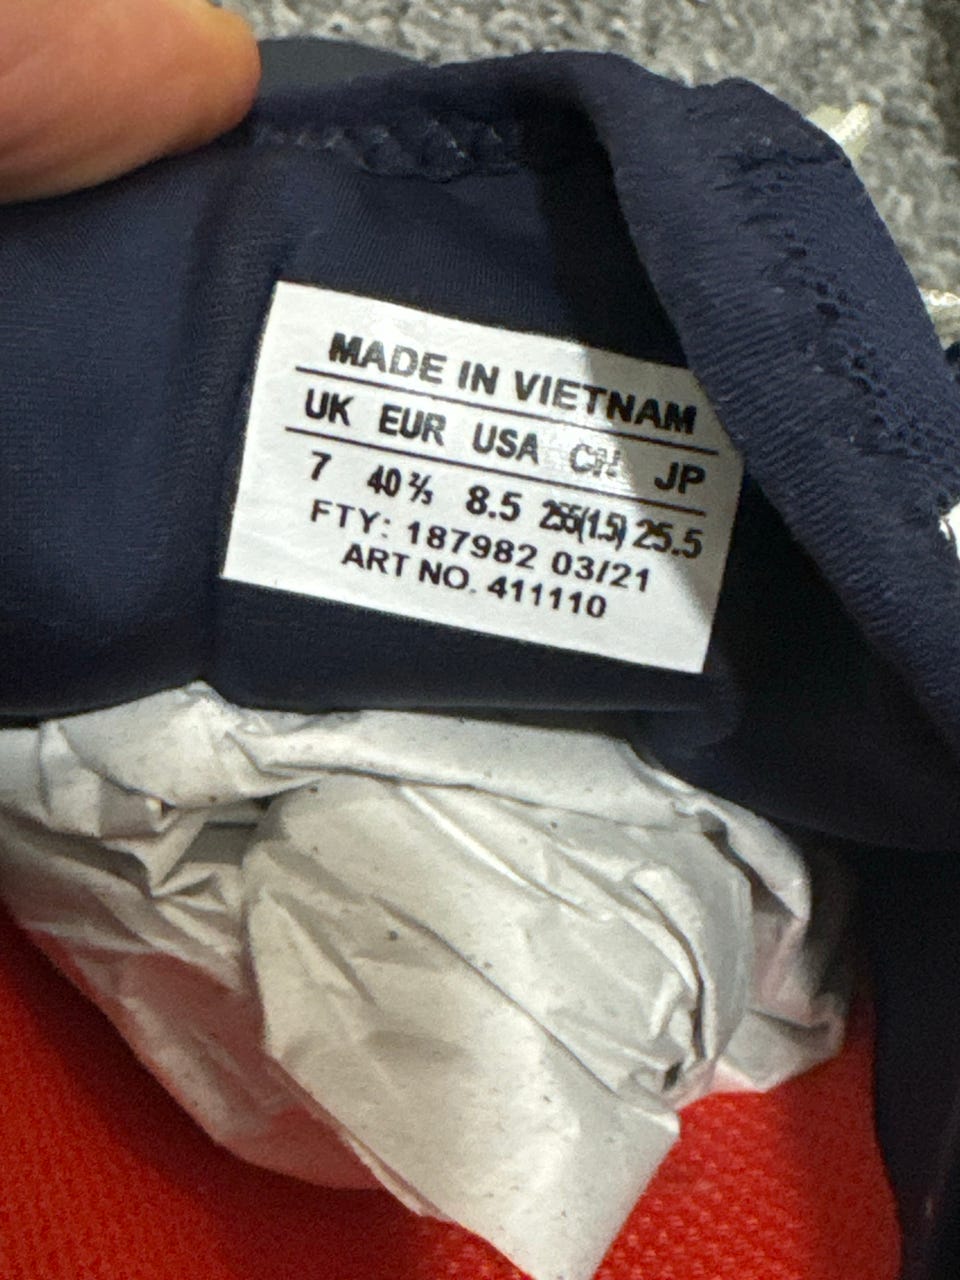 MADE IN VIETNAM
UK EUR USA CH JP
7 40 ⅔ 8.5 255(1.5) 25.5
FTY: 187982 03/21
ART NO. 411110